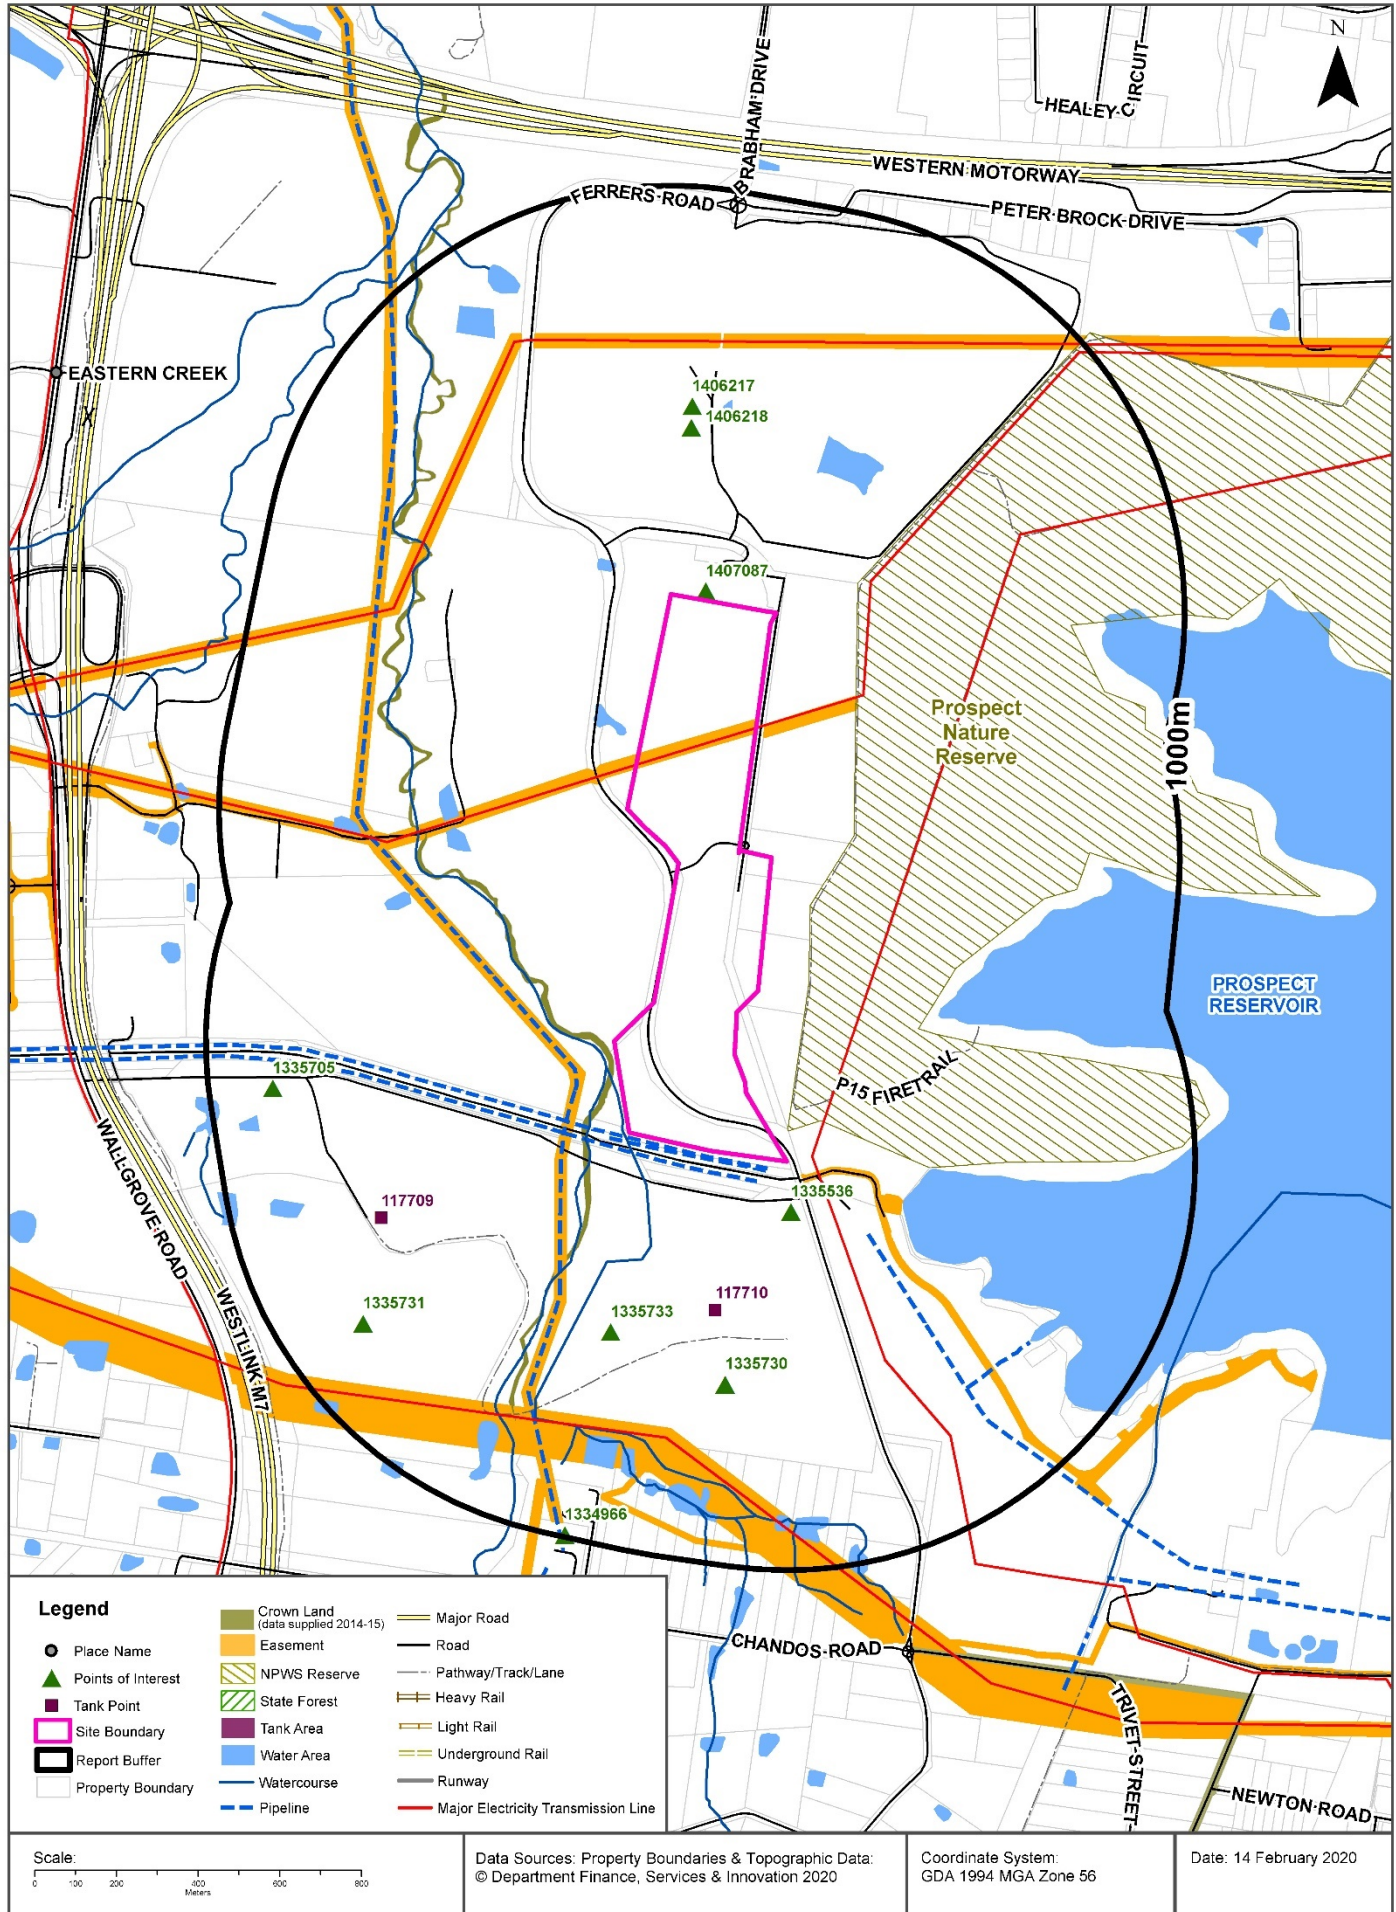 N
BRABHAM DRIVE
HEALEY CIRCUIT
WESTERN MOTORWAY
FERRERS ROAD
PETER BROCK DRIVE
EASTERN CREEK
1406217
1406218
1407087
Prospect
Nature
Reserve
1000m
PROSPECT
RESERVOIR
P15 FIRETRAIL
1335705
WALLGROVE ROAD
117709
1335536
WESTLINK M7
1335731
1335733
117710
1335730
1334966
CHANDOS ROAD
TRIVET STREET
NEWTON ROAD
Legend
Place Name
Points of Interest
Tank Point
Site Boundary
Report Buffer
Property Boundary
Crown Land
(data supplied 2014-15)
Easement
NPWS Reserve
State Forest
Tank Area
Water Area
Watercourse
Pipeline
Major Road
Road
Pathway/Track/Lane
Heavy Rail
Light Rail
Underground Rail
Runway
Major Electricity Transmission Line
Scale:
0 100 200 400 600 800
Meters
Data Sources: Property Boundaries & Topographic Data:
© Department Finance, Services & Innovation 2020
Coordinate System:
GDA 1994 MGA Zone 56
Date: 14 February 2020